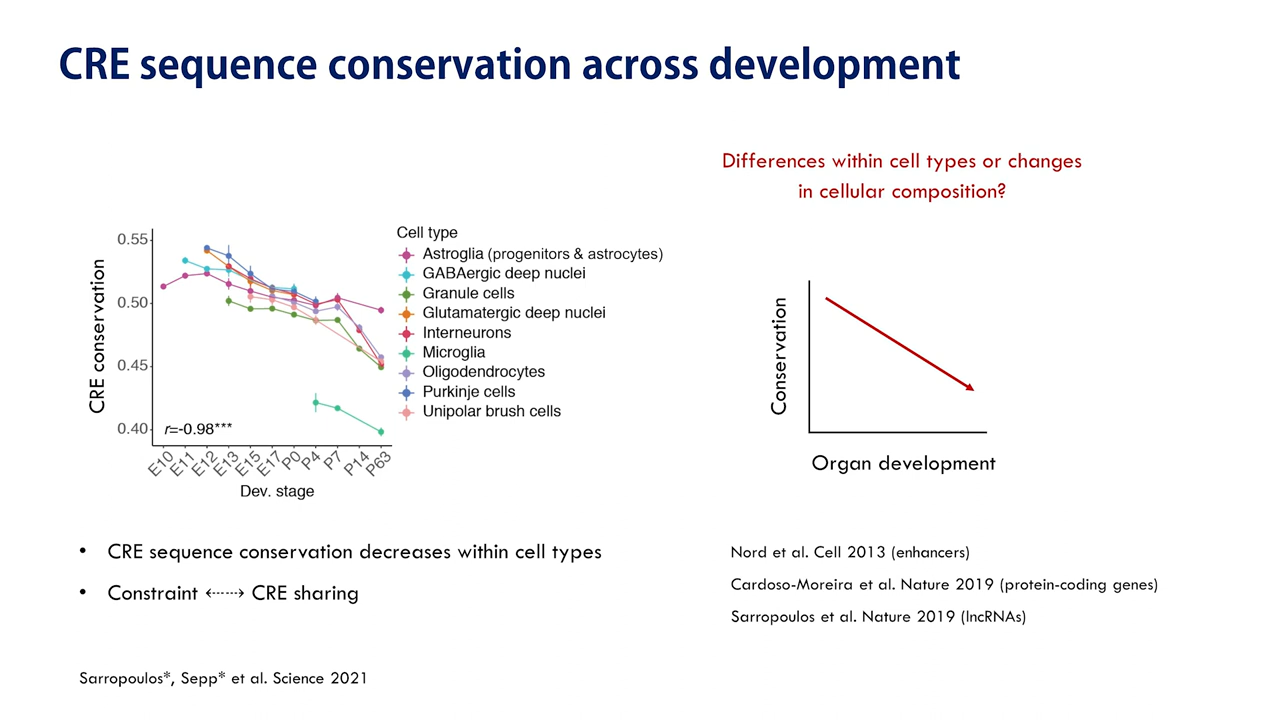 CRE sequence conservation across development
Differences within cell types or changes
in cellular composition?
CRE conservation
0.55
0.50
0.45
0.40
r=-0.98***
E10
E11
E12
E13
E15
E17
P0
P4
P7
P14
P63
Dev. stage
Cell type
Astroglia (progenitors & astrocytes)
GABAergic deep nuclei
Granule cells
Glutamatergic deep nuclei
Interneurons
Microglia
Oligodendrocytes
Purkinje cells
Unipolar brush cells
Conservation
Organ development
• CRE sequence conservation decreases within cell types
• Constraint ⇠⇢ CRE sharing
Nord et al. Cell 2013 (enhancers)
Cardoso-Moreira et al. Nature 2019 (protein-coding genes)
Sarropoulos et al. Nature 2019 (lncRNAs)
Sarropoulos*, Sepp* et al. Science 2021